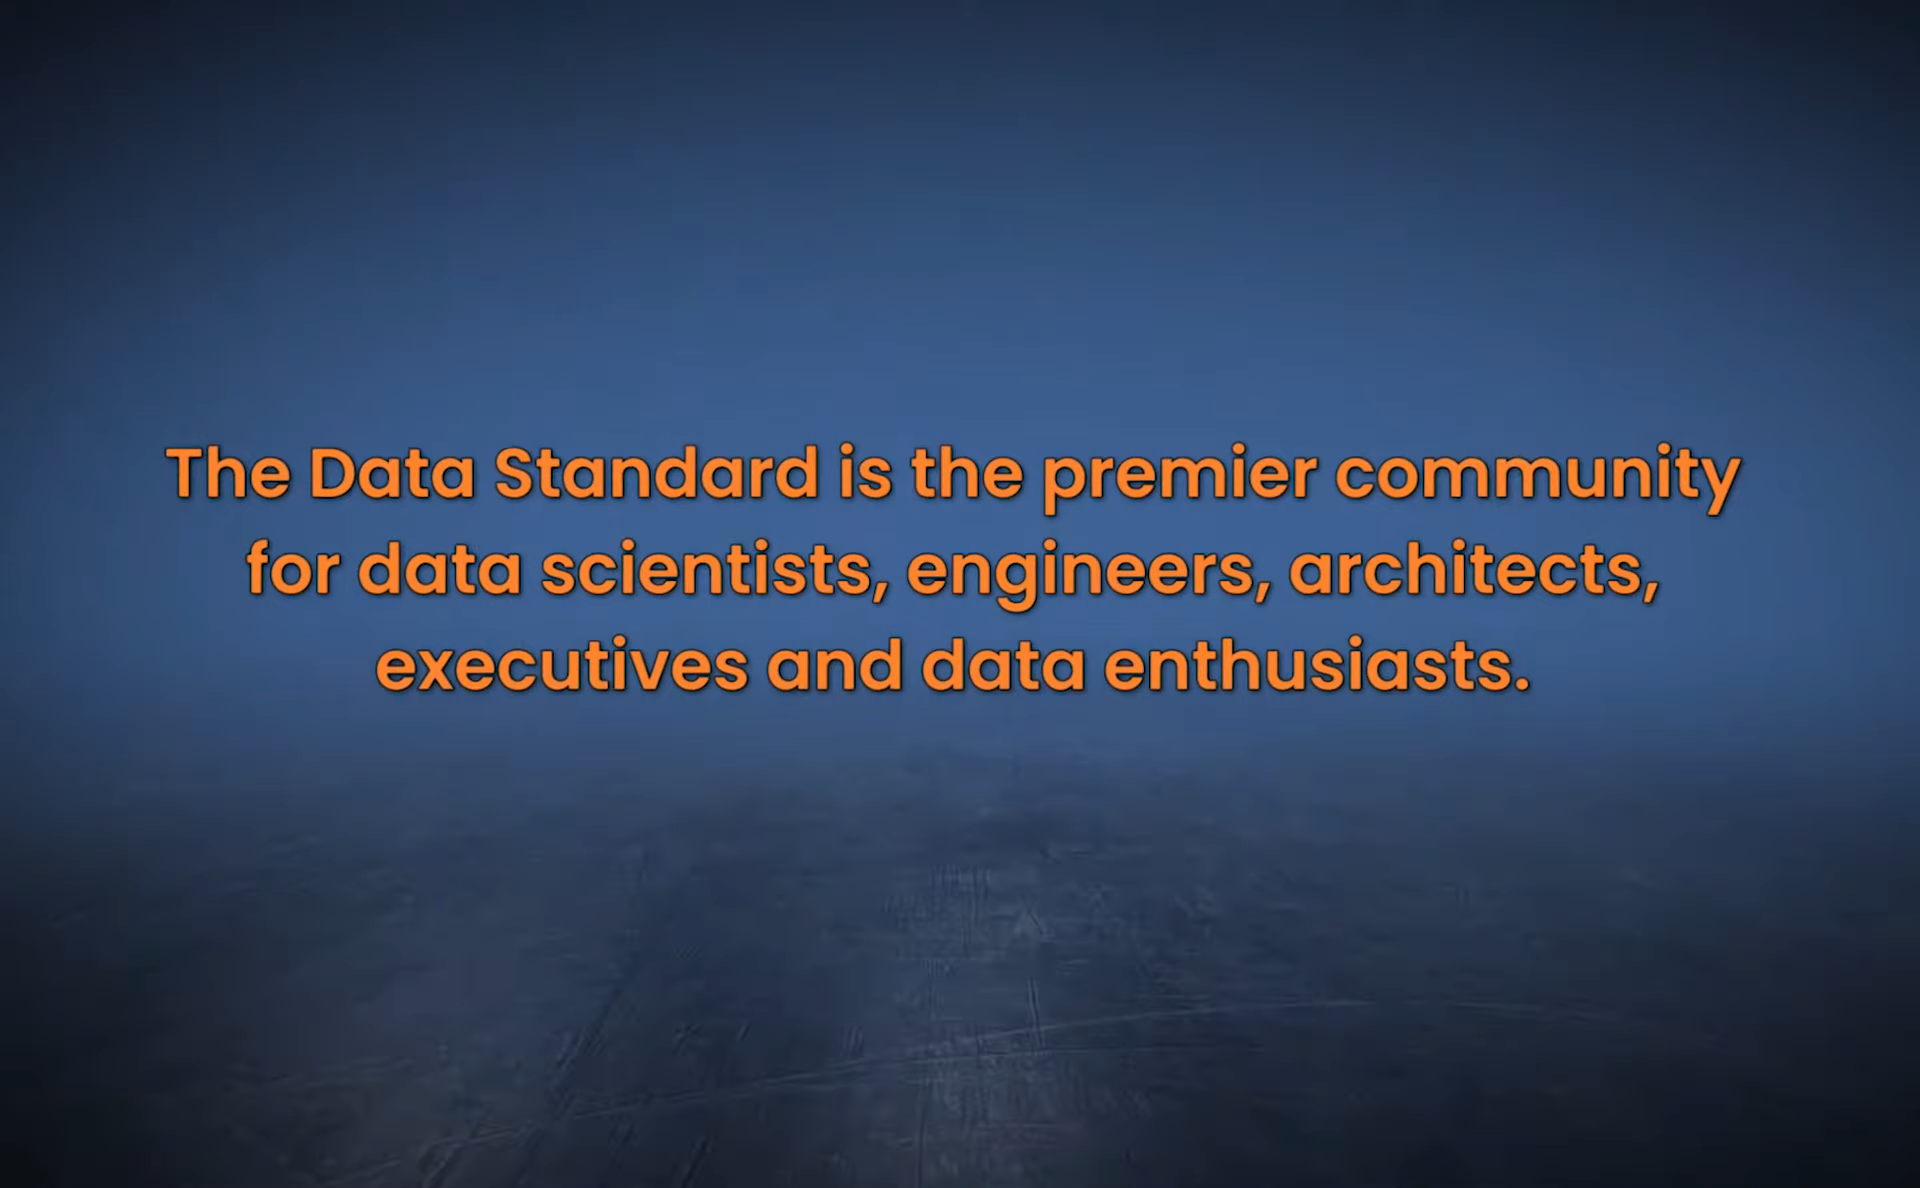 The Data Standard is the premier community
for data scientists, engineers, architects,
executives and data enthusiasts.